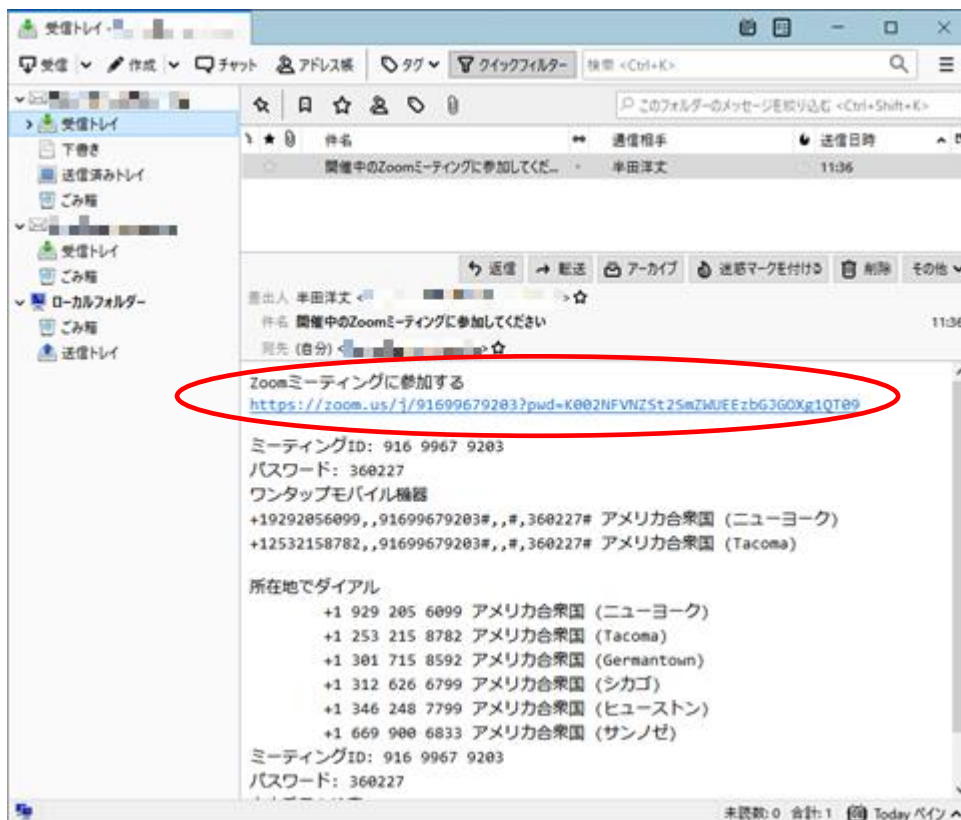 受信トレイ -
受信 作成 チャット アドレス帳 タグ クイックフィルター 検索 <Ctrl+K>
受信トレイ
下書き
送信済みトレイ
ごみ箱
受信トレイ
ごみ箱
ローカルフォルダー
ごみ箱
送信トレイ
このフォルダーのメッセージを絞り込む <Ctrl+Shift+K>
件名 通信相手 送信日時
開催中のZoomミーティングに参加してくだ... 半田洋丈 11:36
返信 転送 アーカイブ 迷惑マークを付ける 削除 その他
差出人 半田洋丈 < >
件名 開催中のZoomミーティングに参加してください 11:36
宛先 (自分) < >
Zoomミーティングに参加する
https://zoom.us/j/91699679203?pwd=
ミーティングID: 916 9967 9203
パスワード: 360227
ワンタップモバイル機器
+19292056099,,91699679203#,,#,360227# アメリカ合衆国 (ニューヨーク)
+12532158782,,91699679203#,,#,360227# アメリカ合衆国 (Tacoma)
所在地でダイアル
+1 929 205 6099 アメリカ合衆国 (ニューヨーク)
+1 253 215 8782 アメリカ合衆国 (Tacoma)
+1 301 715 8592 アメリカ合衆国 (Germantown)
+1 312 626 6799 アメリカ合衆国 (シカゴ)
+1 346 248 7799 アメリカ合衆国 (ヒューストン)
+1 669 900 6833 アメリカ合衆国 (サンノゼ)
ミーティングID: 916 9967 9203
パスワード: 360227
未読数: 0 合計: 1 Today ペイン